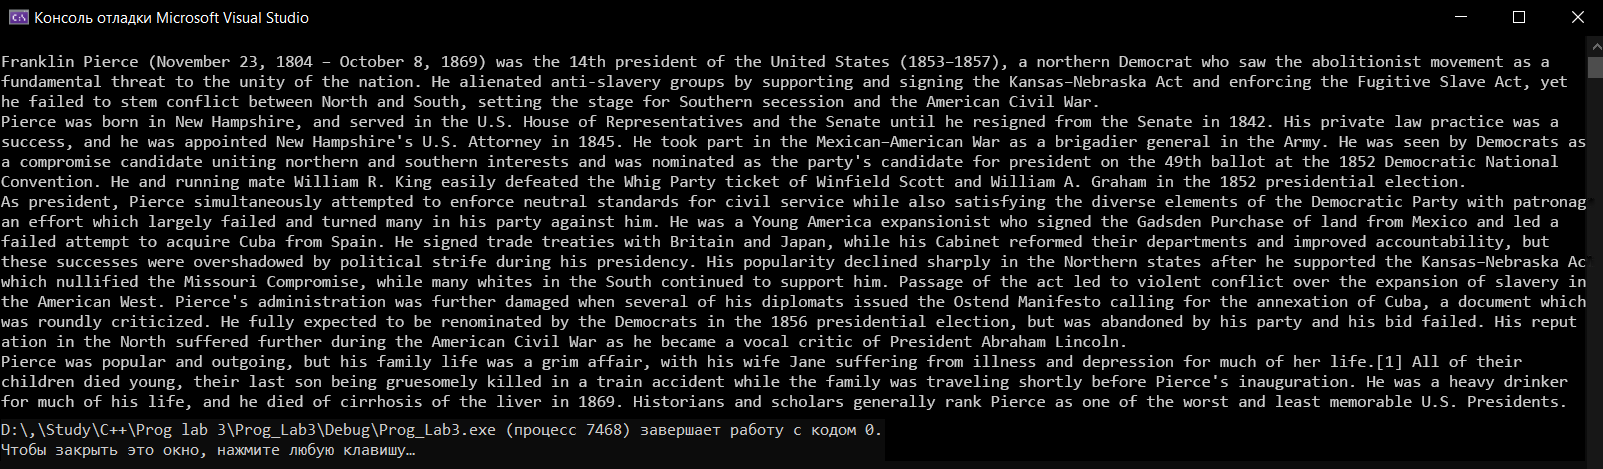 Консоль отладки Microsoft Visual Studio
Franklin Pierce (November 23, 1804 – October 8, 1869) was the 14th president of the United States (1853–1857), a northern Democrat who saw the abolitionist movement as a
fundamental threat to the unity of the nation. He alienated anti-slavery groups by supporting and signing the Kansas–Nebraska Act and enforcing the Fugitive Slave Act, yet
he failed to stem conflict between North and South, setting the stage for Southern secession and the American Civil War.
Pierce was born in New Hampshire, and served in the U.S. House of Representatives and the Senate until he resigned from the Senate in 1842. His private law practice was a
success, and he was appointed New Hampshire's U.S. Attorney in 1845. He took part in the Mexican–American War as a brigadier general in the Army. He was seen by Democrats as
a compromise candidate uniting northern and southern interests and was nominated as the party's candidate for president on the 49th ballot at the 1852 Democratic National
Convention. He and running mate William R. King easily defeated the Whig Party ticket of Winfield Scott and William A. Graham in the 1852 presidential election.
As president, Pierce simultaneously attempted to enforce neutral standards for civil service while also satisfying the diverse elements of the Democratic Party with patronag
an effort which largely failed and turned many in his party against him. He was a Young America expansionist who signed the Gadsden Purchase of land from Mexico and led a
failed attempt to acquire Cuba from Spain. He signed trade treaties with Britain and Japan, while his Cabinet reformed their departments and improved accountability, but
these successes were overshadowed by political strife during his presidency. His popularity declined sharply in the Northern states after he supported the Kansas–Nebraska Ac
which nullified the Missouri Compromise, while many whites in the South continued to support him. Passage of the act led to violent conflict over the expansion of slavery in
the American West. Pierce's administration was further damaged when several of his diplomats issued the Ostend Manifesto calling for the annexation of Cuba, a document which
was roundly criticized. He fully expected to be renominated by the Democrats in the 1856 presidential election, but was abandoned by his party and his bid failed. His reput
ation in the North suffered further during the American Civil War as he became a vocal critic of President Abraham Lincoln.
Pierce was popular and outgoing, but his family life was a grim affair, with his wife Jane suffering from illness and depression for much of her life.[1] All of their
children died young, their last son being gruesomely killed in a train accident while the family was traveling shortly before Pierce's inauguration. He was a heavy drinker
for much of his life, and he died of cirrhosis of the liver in 1869. Historians and scholars generally rank Pierce as one of the worst and least memorable U.S. Presidents.
D:\,\Study\C++\Prog lab 3\Prog_Lab3\Debug\Prog_Lab3.exe (процесс 7468) завершает работу с кодом 0.
Чтобы закрыть это окно, нажмите любую клавишу…